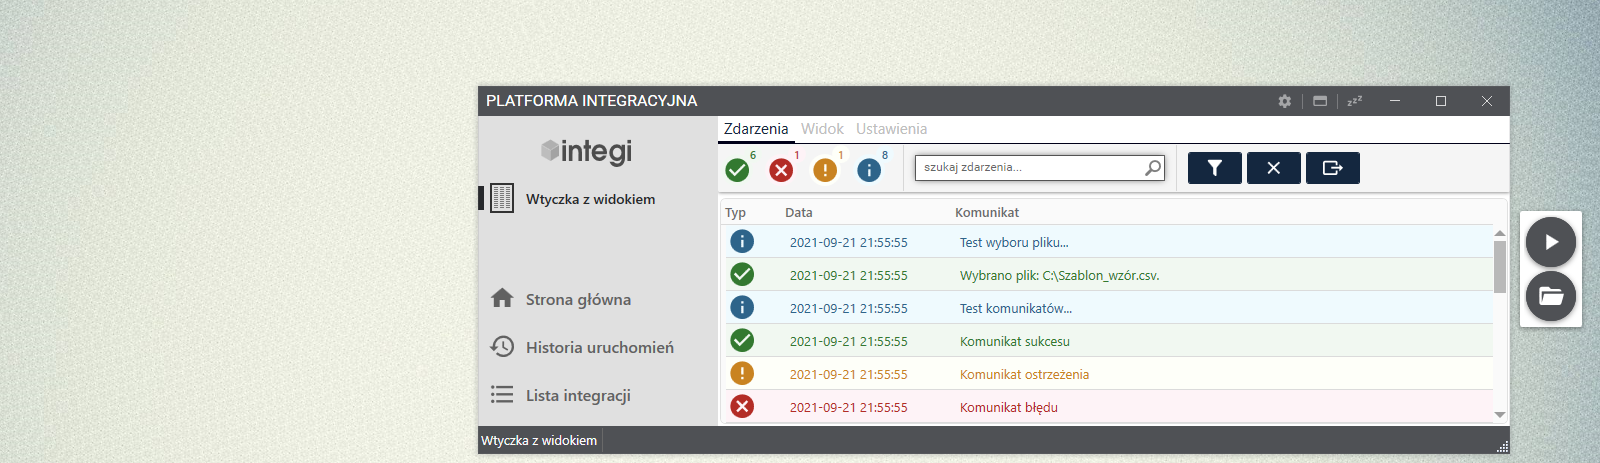 PLATFORMA INTEGRACYJNA
zzz
integi
Wtyczka z widokiem
Strona główna
Historia uruchomień
Lista integracji
Zdarzenia Widok Ustawienia
6 1 1 8
szukaj zdarzenia...
Typ Data Komunikat
2021-09-21 21:55:55 Test wyboru pliku...
2021-09-21 21:55:55 Wybrano plik: C:\Szablon_wzór.csv.
2021-09-21 21:55:55 Test komunikatów...
2021-09-21 21:55:55 Komunikat sukcesu
2021-09-21 21:55:55 Komunikat ostrzeżenia
2021-09-21 21:55:55 Komunikat błędu
Wtyczka z widokiem